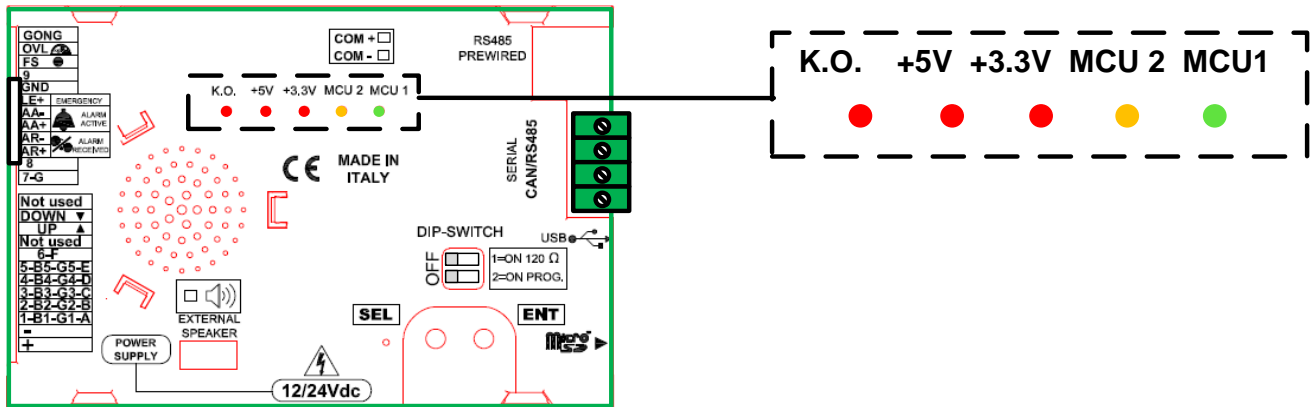 GONG
OVL
FS
9
GND
LE+ EMERGENCY
AA- ALARM
AA+ ACTIVE
AR- ALARM
AR+ RECEIVED
8
7-G
Not used
DOWN ▼
UP ▲
Not used
6-F
5-B5-G5-E
4-B4-G4-D
3-B3-G3-C
2-B2-G2-B
1-B1-G1-A
-
+
COM +
COM -
RS485
PREWIRED
K.O. +5V +3,3V MCU 2 MCU 1
CE MADE IN
ITALY
SERIAL
CAN/RS485
DIP-SWITCH
OFF
1=ON 120 Ω
2=ON PROG.
USB
EXTERNAL
SPEAKER
SEL
ENT
Micro
SD
POWER
SUPPLY
12/24Vdc
K.O. +5V +3.3V MCU 2 MCU1